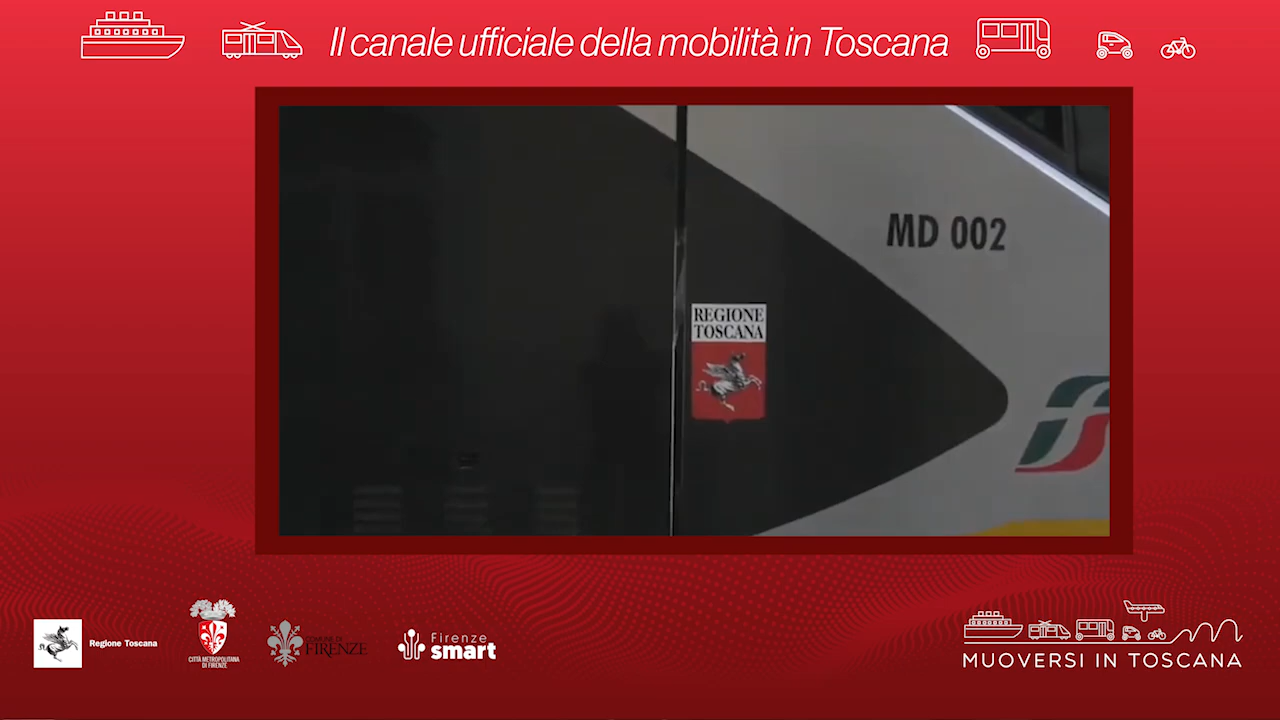 Il canale ufficiale della mobilità in Toscana
MD 002
REGIONE
TOSCANA
Regione Toscana
CITTÀ METROPOLITANA
DI FIRENZE
COMUNE DI
FIRENZE
Firenze
smart
MUOVERSI IN TOSCANA